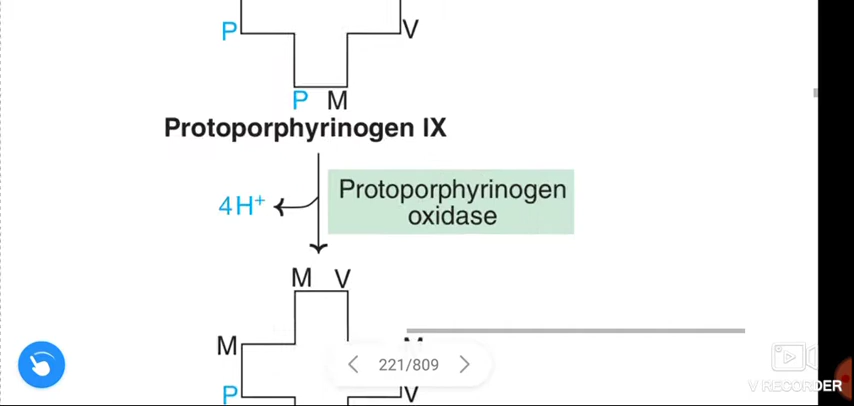 P V
P M
Protoporphyrinogen IX
Protoporphyrinogen
oxidase
4H+
M V
M
221/809
P V
V RECORDER